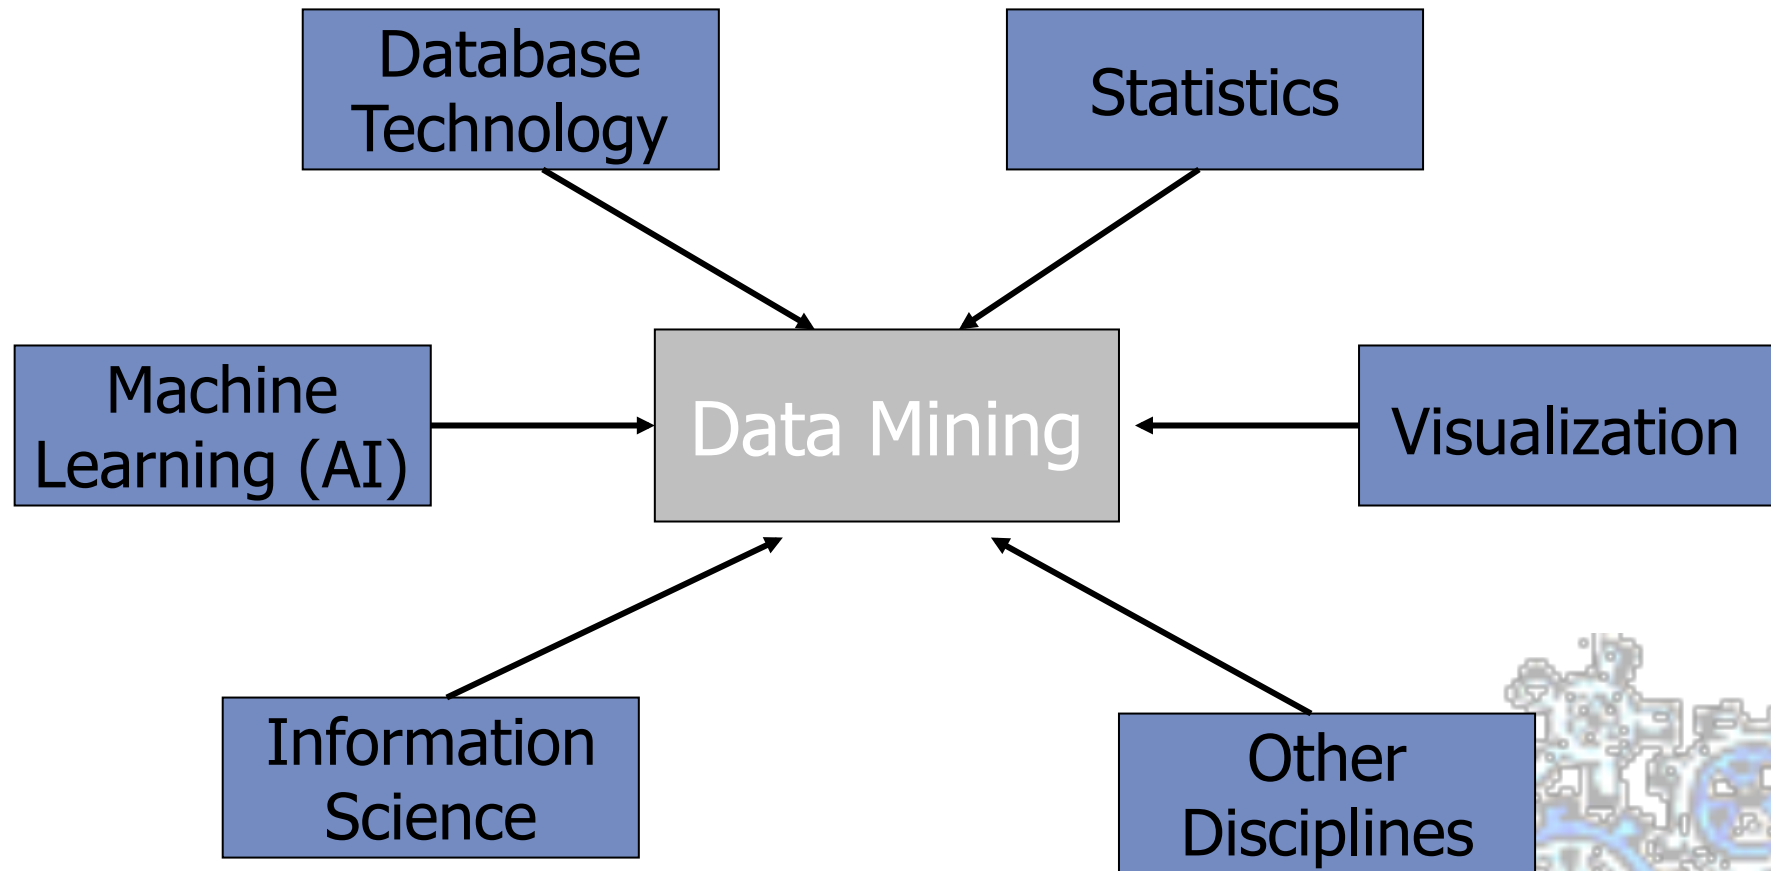 Database
Technology
Statistics
Machine
Learning (AI)
Data Mining
Visualization
Information
Science
Other
Disciplines